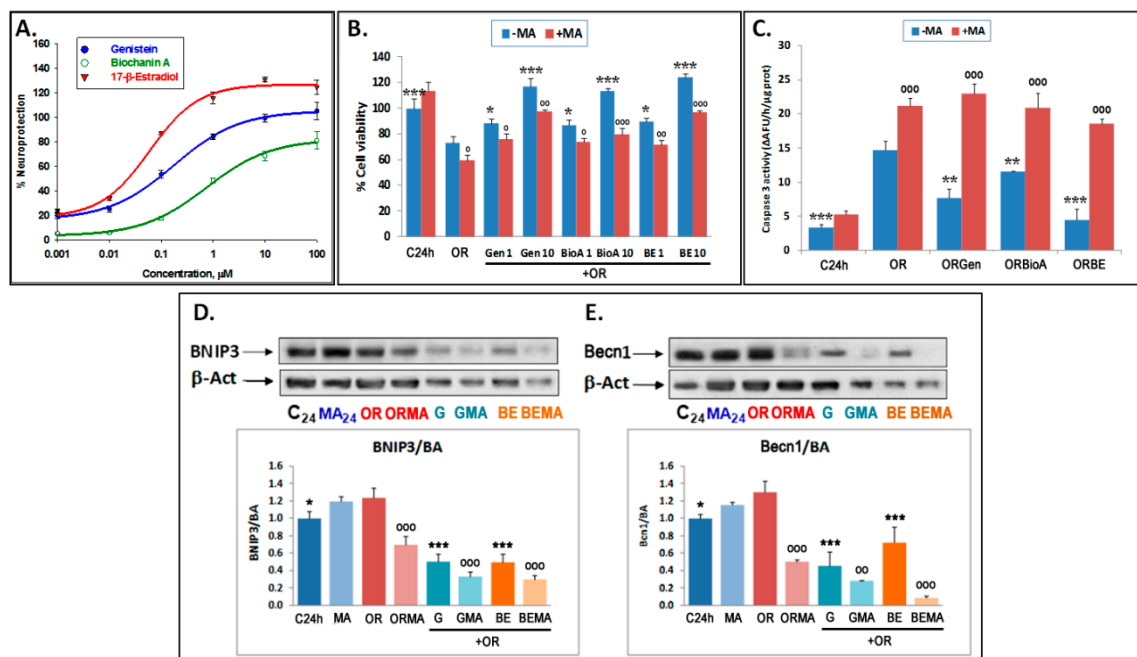 A.
Genistein
Biochanin A
17-β-Estradiol
% Neuroprotection
140
120
100
80
60
40
20
0
0.001 0.01 0.1 1 10 100
Concentration, µM
B.
-MA +MA
% Cell viability
140
120
100
80
60
40
20
0
*** * *** * *** * ***
o o oo o ooo oo ooo
C24h OR Gen 1 Gen 10 BioA 1 BioA 10 BE 1 BE 10
+OR
C.
-MA +MA
Caspase 3 activiy (ΔAFU/h/µg prot)
30
25
20
15
10
5
0
*** ** ** ***
ooo ooo ooo ooo
C24h OR ORGen ORBioA ORBE
D.
BNIP3
β-Act
C24 MA24 OR ORMA G GMA BE BEMA
BNIP3/BA
BNIP3/BA
1.6
1.4
1.2
1.0
0.8
0.6
0.4
0.2
0.0
* ooo *** ooo *** ooo
C24h MA OR ORMA G GMA BE BEMA
+OR
E.
Becn1
β-Act
C24 MA24 OR ORMA G GMA BE BEMA
Becn1/BA
Bcn1/BA
1.6
1.4
1.2
1.0
0.8
0.6
0.4
0.2
0.0
* ooo *** oo *** ooo
C24h MA OR ORMA G GMA BE BEMA
+OR